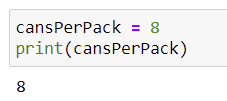 cansPerPack = 8
print(cansPerPack)
8